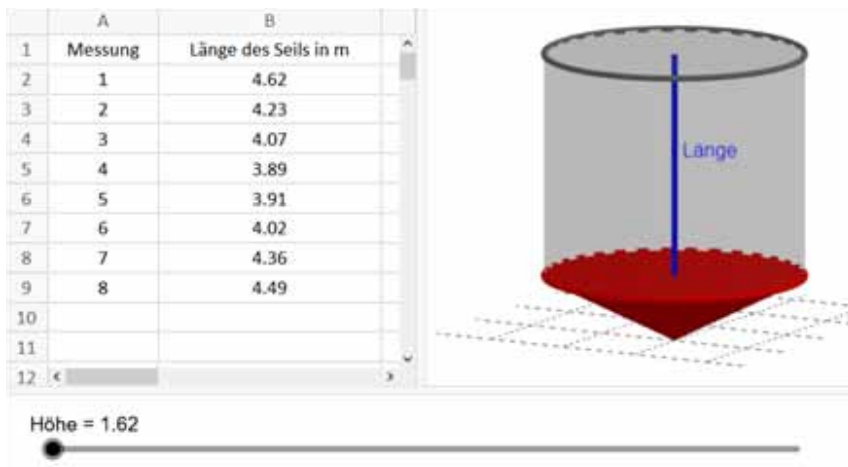 A B
1 Messung Länge des Seils in m
2 1 4.62
3 2 4.23
4 3 4.07
5 4 3.89
6 5 3.91
7 6 4.02
8 7 4.36
9 8 4.49
10
11
12
Länge
Höhe = 1.62